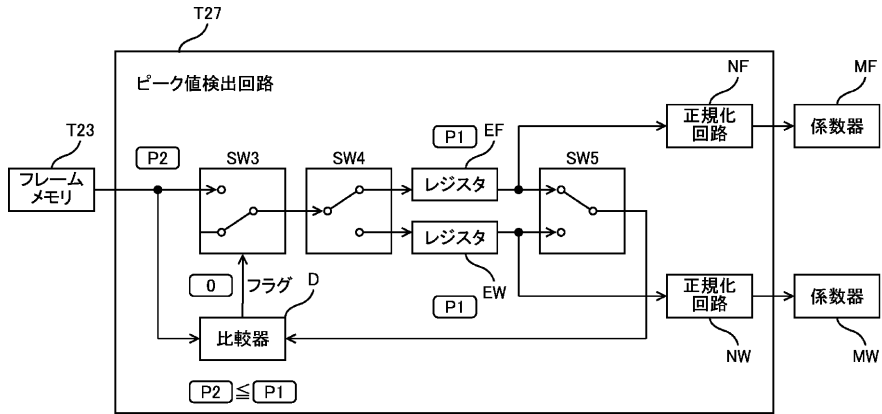 T27
ピーク値検出回路
NF
MF
T23
P2
SW3
SW4
P1
EF
SW5
正規化
回路
係数器
フレーム
メモリ
レジスタ
レジスタ
0
フラグ
D
P1
EW
正規化
回路
係数器
比較器
NW
MW
P2≦P1